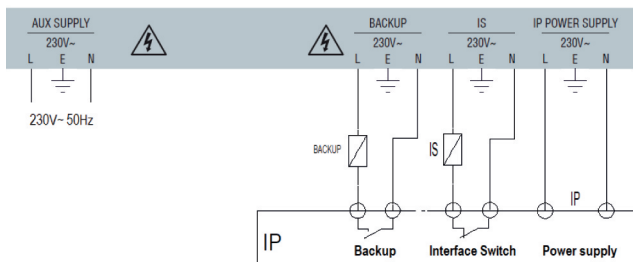 AUX SUPPLY BACKUP IS IP POWER SUPPLY
230V~ 230V~ 230V~ 230V~
L E N L E N L E N L E N
230V~ 50Hz
BACKUP IS
IP
IP Backup Interface Switch Power supply